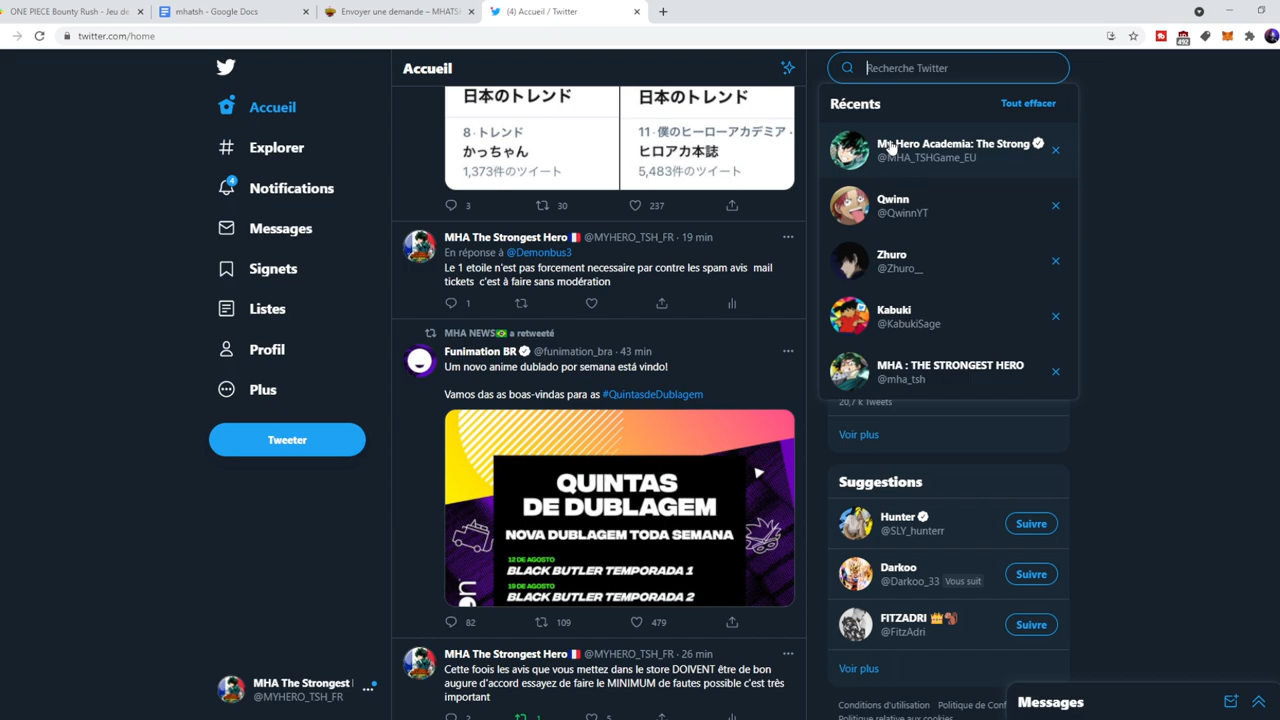 ONE PIECE Bounty Rush - Jeu de
mhatsh - Google Docs
Envoyer une demande – MHATS
(4) Accueil / Twitter
twitter.com/home
492
Accueil
Explorer
4
Notifications
Messages
Signets
Listes
Profil
Plus
Tweeter
MHA The Strongest
@MYHERO_TSH_FR
Accueil
日本のトレンド
日本のトレンド
8 · トレンド
11 · 僕のヒーローアカデミア ·
かっちゃん
ヒロアカ本誌
1,373件のツイート
5,483件のツイート
3 30 237
MHA The Strongest Hero @MYHERO_TSH_FR · 19 min
En réponse à @Demonbus3
Le 1 etoile n'est pas forcement necessaire par contre les spam avis mail
tickets c'est à faire sans modération
1
MHA NEWS a retweeté
Funimation BR @funimation_bra · 43 min
Um novo anime dublado por semana está vindo!
Vamos das as boas-vindas para as #QuintasdeDublagem
QUINTAS
DE DUBLAGEM
NOVA DUBLAGEM TODA SEMANA
12 DE AGOSTO
BLACK BUTLER TEMPORADA 1
19 DE AGOSTO
BLACK BUTLER TEMPORADA 2
82 109 479
MHA The Strongest Hero @MYHERO_TSH_FR · 26 min
Cette foois les avis que vous mettez dans le store DOIVENT être de bon
augure d'accord essayez de faire le MINIMUM de fautes possible c'est très
important
2 1 5
Recherche Twitter
Récents
Tout effacer
My Hero Academia: The Strong
@MHA_TSHGame_EU
Qwinn
@QwinnYT
Zhuro
@Zhuro__
Kabuki
@KabukiSage
MHA : THE STRONGEST HERO
@mha_tsh
20,7 k Tweets
Voir plus
Suggestions
Hunter
@SLY_hunterr
Suivre
Darkoo
@Darkoo_33 Vous suit
Suivre
FITZADRI
@FitzAdri
Suivre
Voir plus
Conditions d'utilisation Politique de Conf
Politique relative aux cookies
Messages